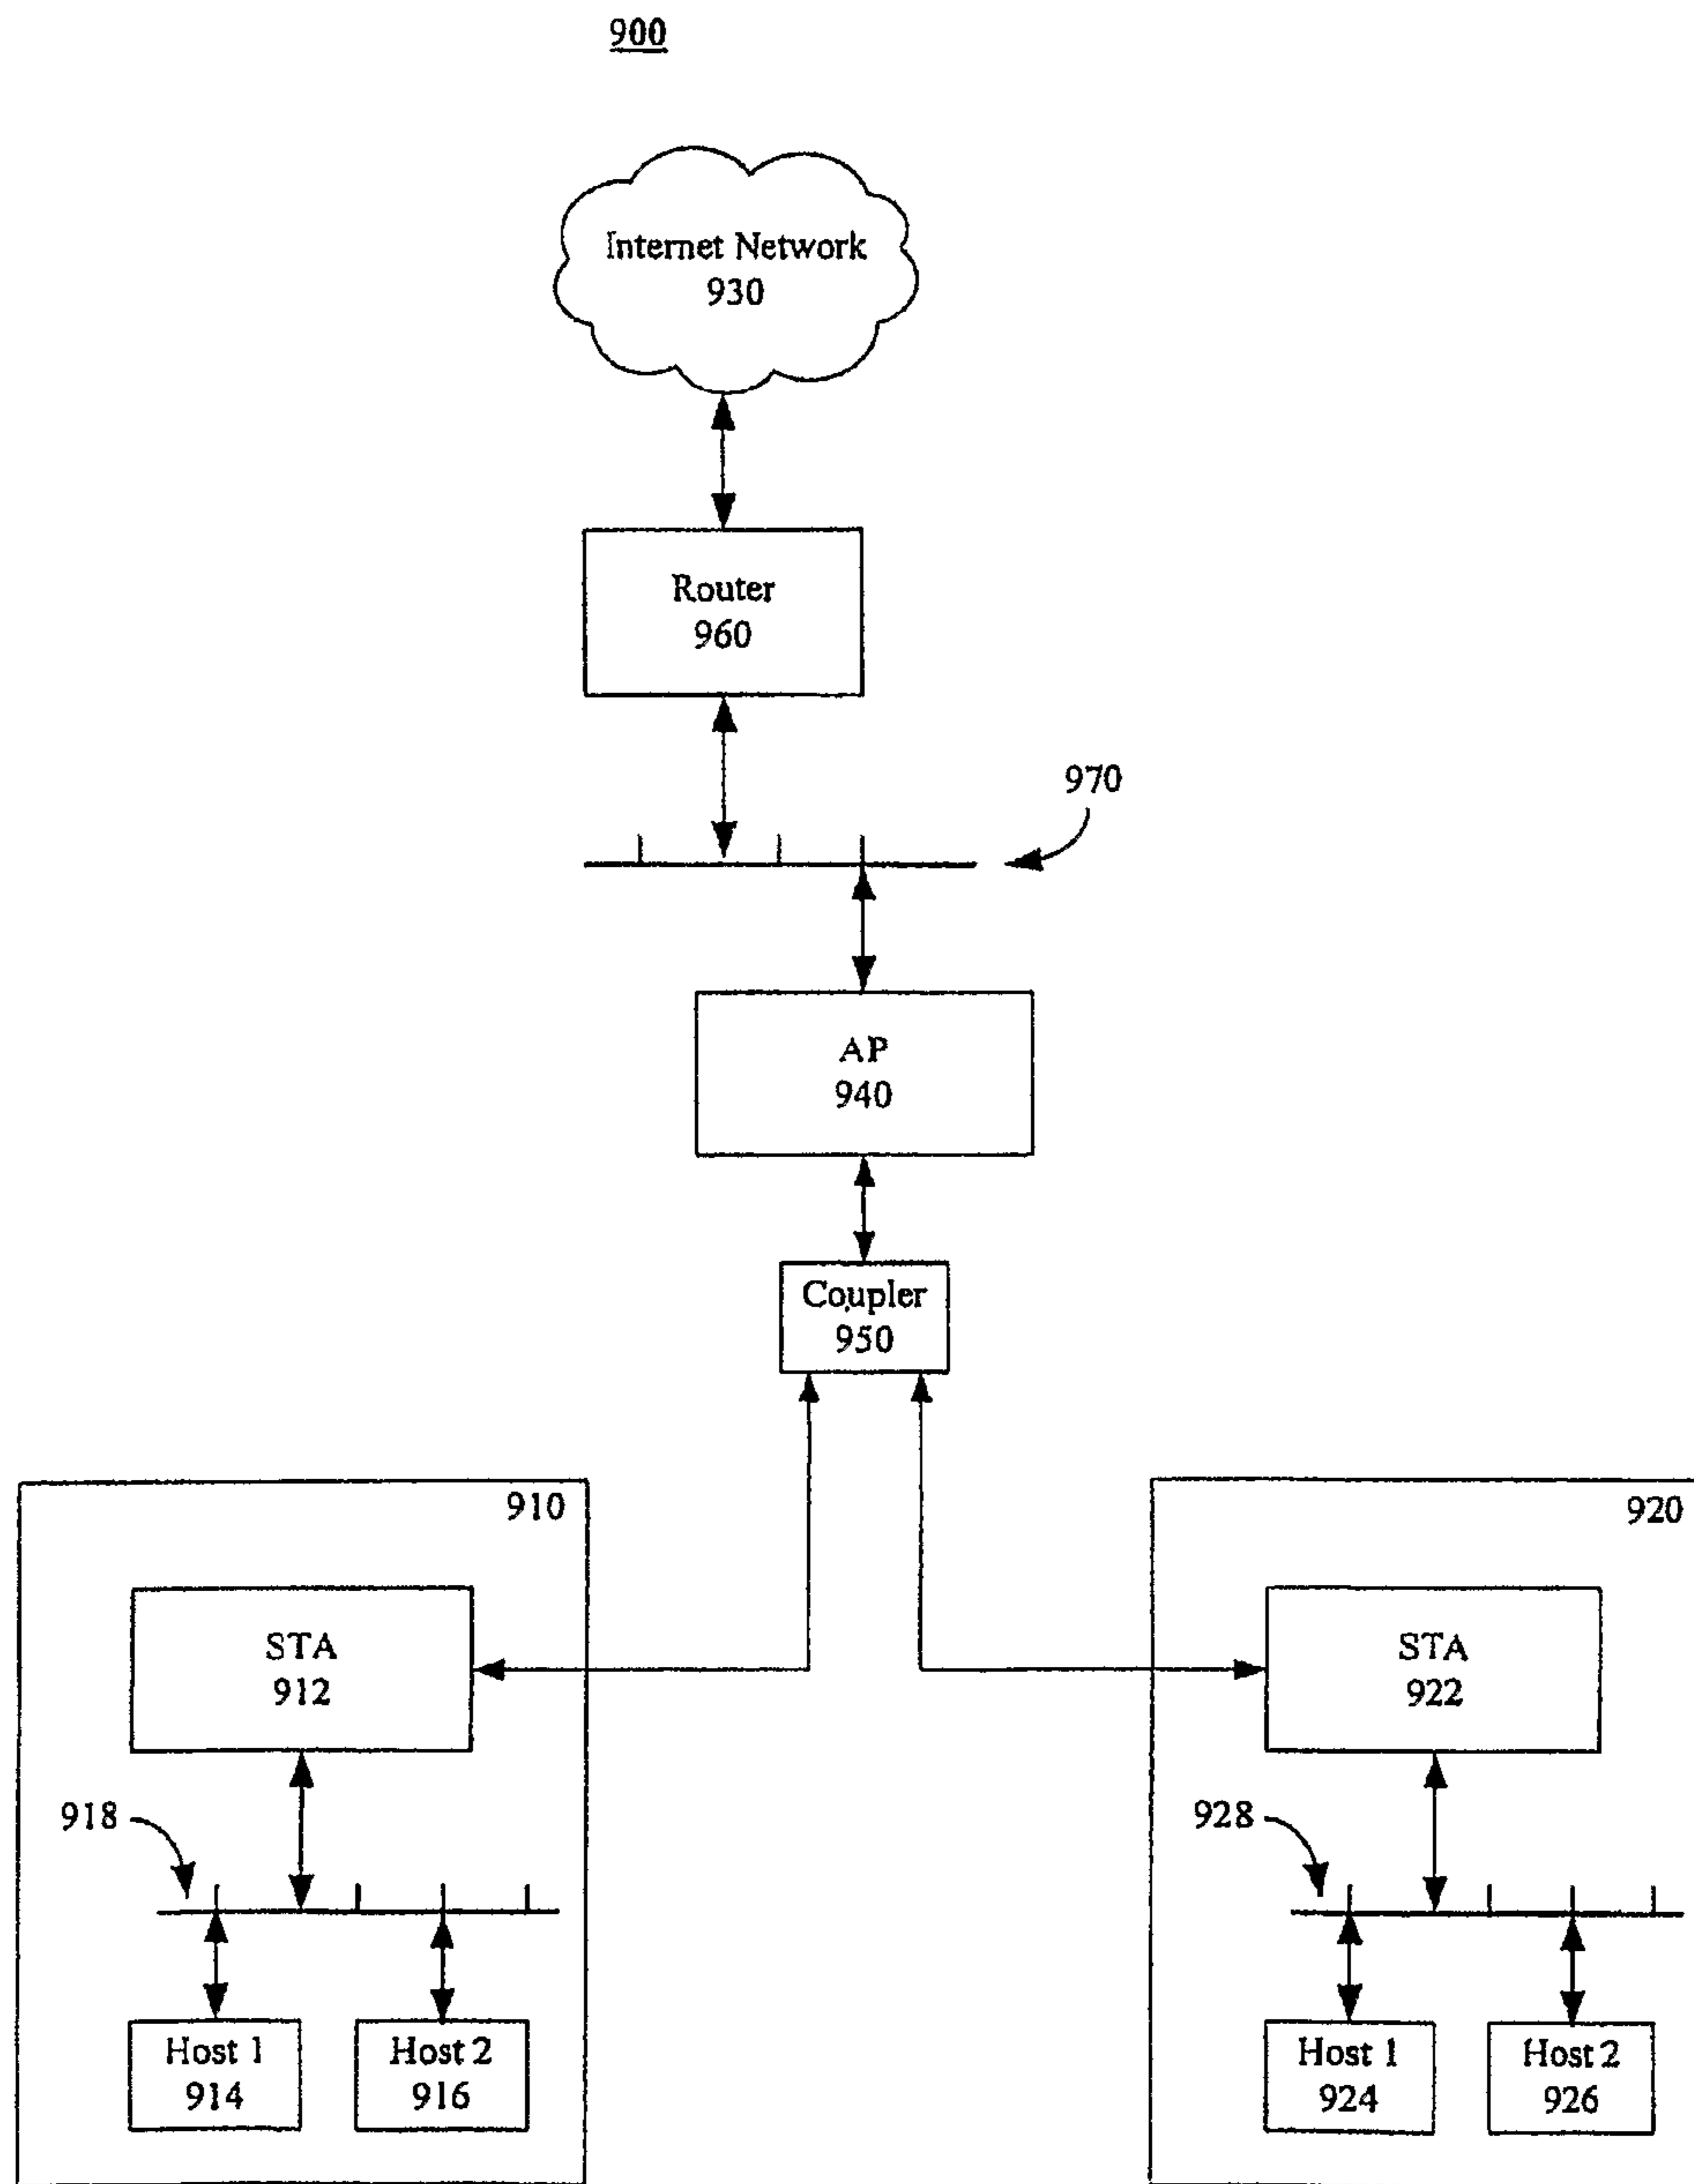 900
Internet Network
930
Router
960
970
AP
940
Coupler
950
910
STA
912
918
Host 1
914
Host 2
916
920
STA
922
928
Host 1
924
Host 2
926